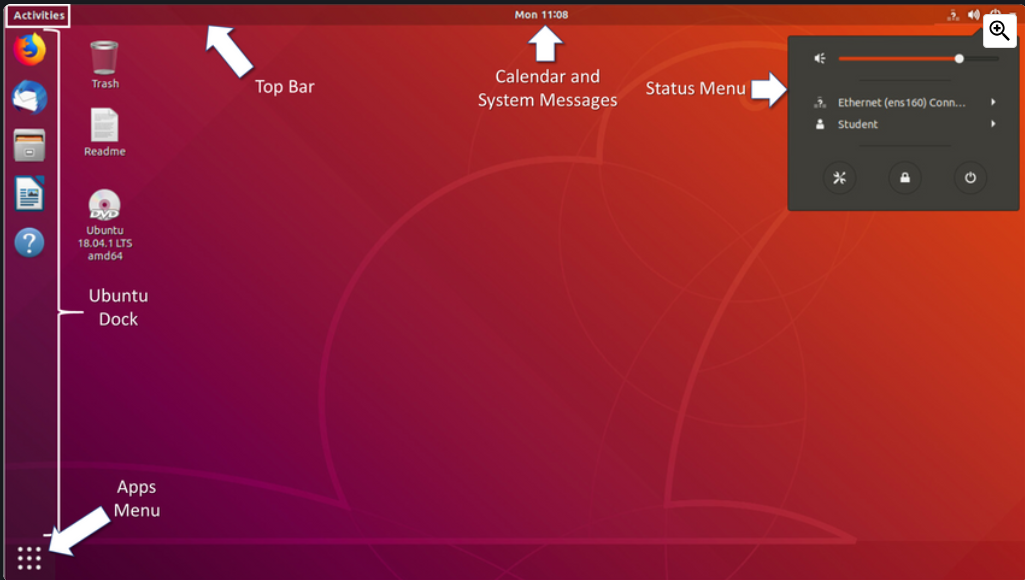 Activities
Mon 11:08
Trash
Top Bar
Calendar and
System Messages
Status Menu
Ethernet (ens160) Conn...
Student
Readme
DVD
Ubuntu
18.04.1 LTS
amd64
?
Ubuntu
Dock
Apps
Menu